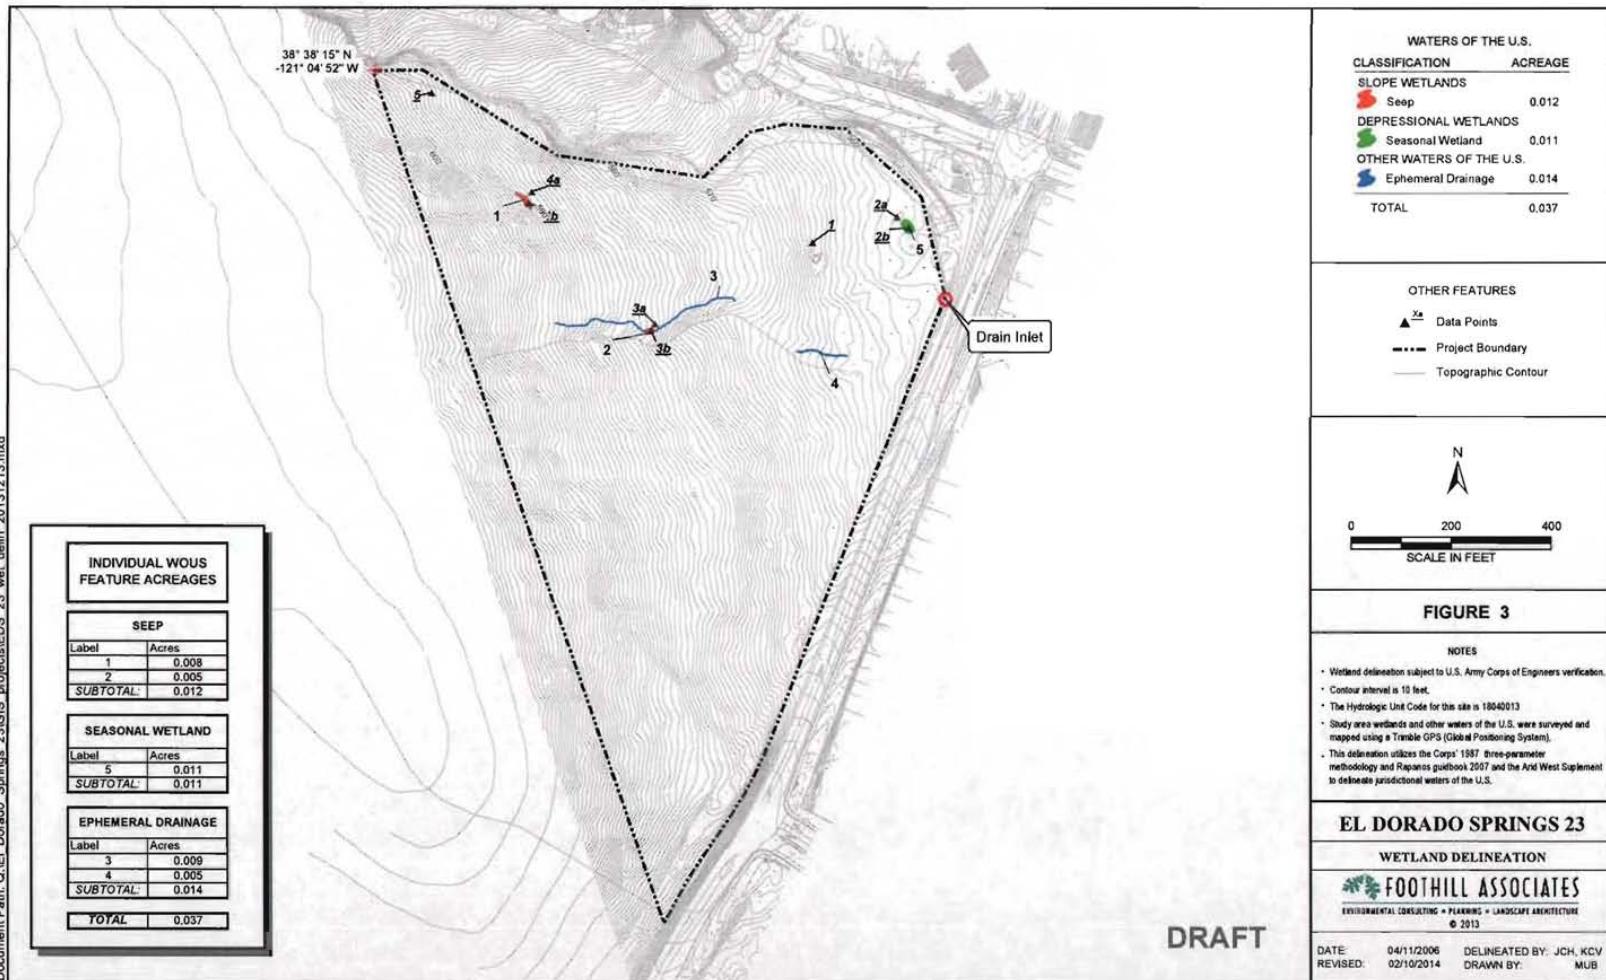 38° 38' 15" N
-121° 04' 52" W
5
4a
1
1
2a
2b
5
3
3a
2
3b
4
Drain Inlet
610
DRAFT
INDIVIDUAL WOUS
FEATURE ACREAGES
SEEP
Label Acres
1 0.008
2 0.005
SUBTOTAL: 0.012
SEASONAL WETLAND
Label Acres
5 0.011
SUBTOTAL: 0.011
EPHEMERAL DRAINAGE
Label Acres
3 0.009
4 0.005
SUBTOTAL: 0.014
TOTAL 0.037
WATERS OF THE U.S.
CLASSIFICATION ACREAGE
SLOPE WETLANDS
Seep 0.012
DEPRESSIONAL WETLANDS
Seasonal Wetland 0.011
OTHER WATERS OF THE U.S.
Ephemeral Drainage 0.014
TOTAL 0.037
OTHER FEATURES
Xa Data Points
Project Boundary
Topographic Contour
N
0 200 400
SCALE IN FEET
FIGURE 3
NOTES
• Wetland delineation subject to U.S. Army Corps of Engineers verification.
• Contour interval is 10 feet.
• The Hydrologic Unit Code for this site is 18040013
• Study area wetlands and other waters of the U.S. were surveyed and
mapped using a Trimble GPS (Global Positioning System).
• This delineation utilizes the Corps' 1987 three-parameter
methodology and Rapanos guidbook 2007 and the Arid West Suplement
to delineate jurisdictional waters of the U.S.
EL DORADO SPRINGS 23
WETLAND DELINEATION
FOOTHILL ASSOCIATES
ENVIRONMENTAL CONSULTING • PLANNING • LANDSCAPE ARCHITECTURE
© 2013
DATE: 04/11/2006 DELINEATED BY: JCH, KCV
REVISED: 02/10/2014 DRAWN BY: MUB